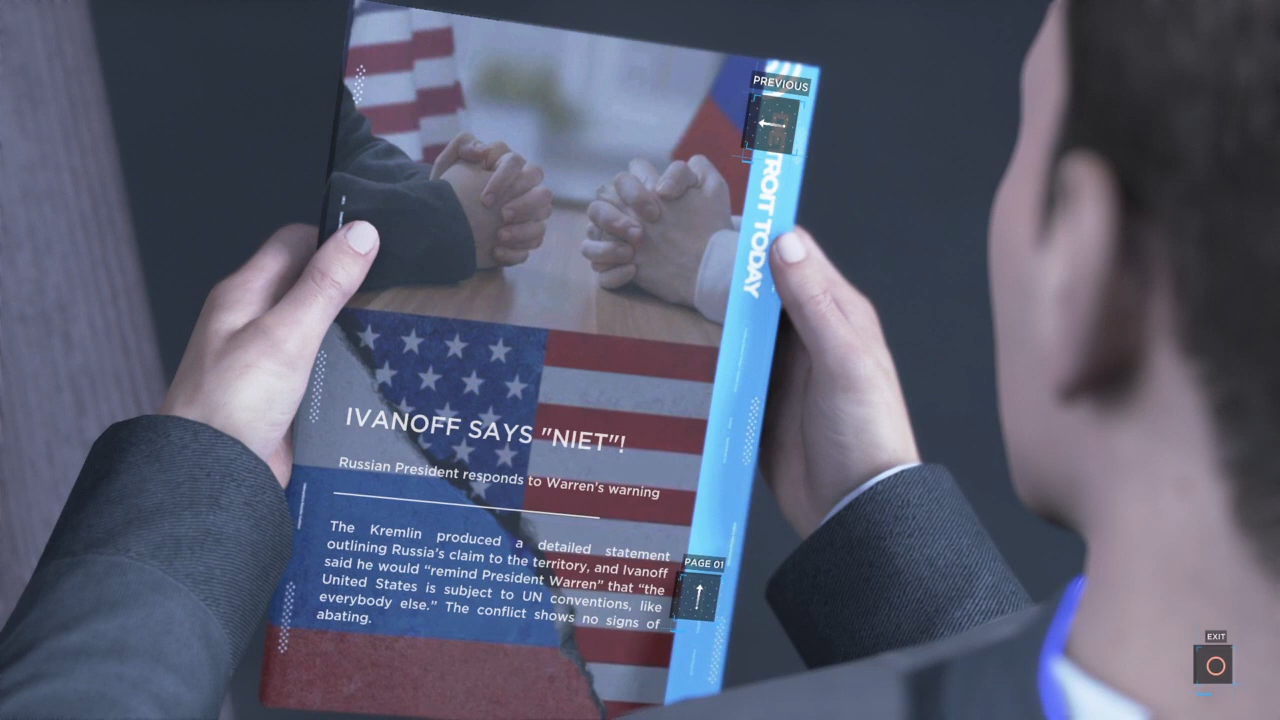 PREVIOUS
TROIT TODAY
IVANOFF SAYS "NIET"!
Russian President responds to Warren's warning
The Kremlin produced a detailed statement
outlining Russia's claim to the territory, and Ivanoff
said he would “remind President Warren” that “the
United States is subject to UN conventions, like
everybody else.” The conflict shows no signs of
abating.
PAGE 01
EXIT